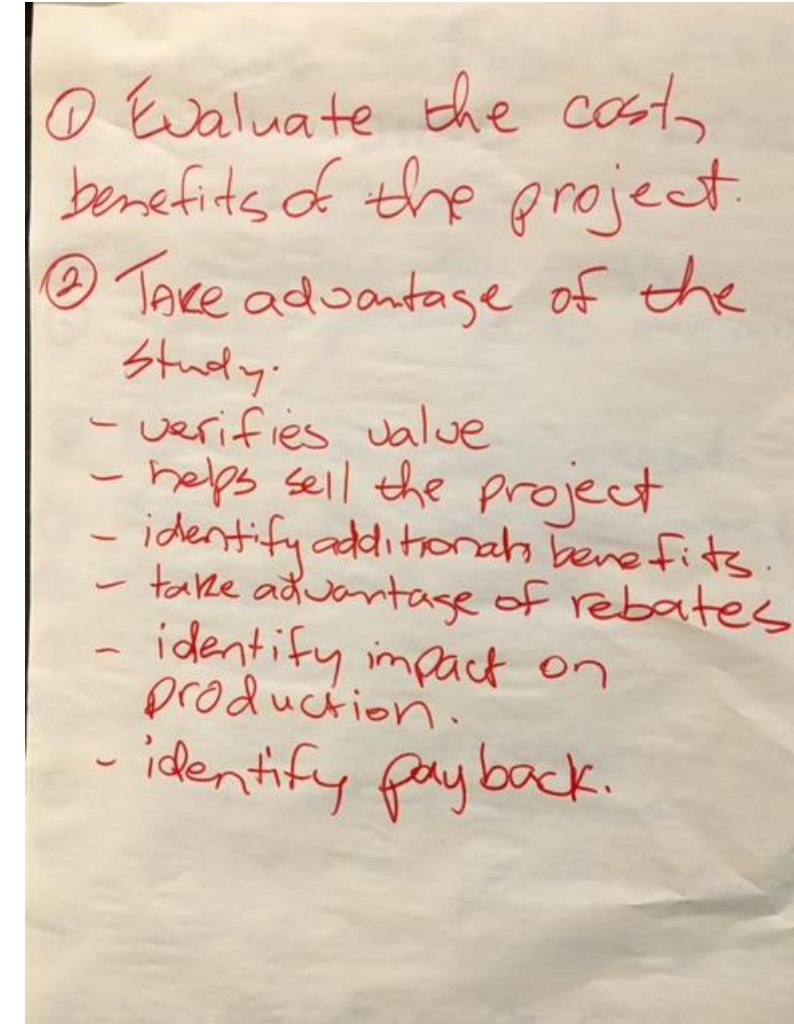 ① Evaluate the cost,
benefits of the project.
② Take advantage of the
study.
- verifies value
- helps sell the project
- identify additional benefits.
- take advantage of rebates
- identify impact on
production.
- identify payback.